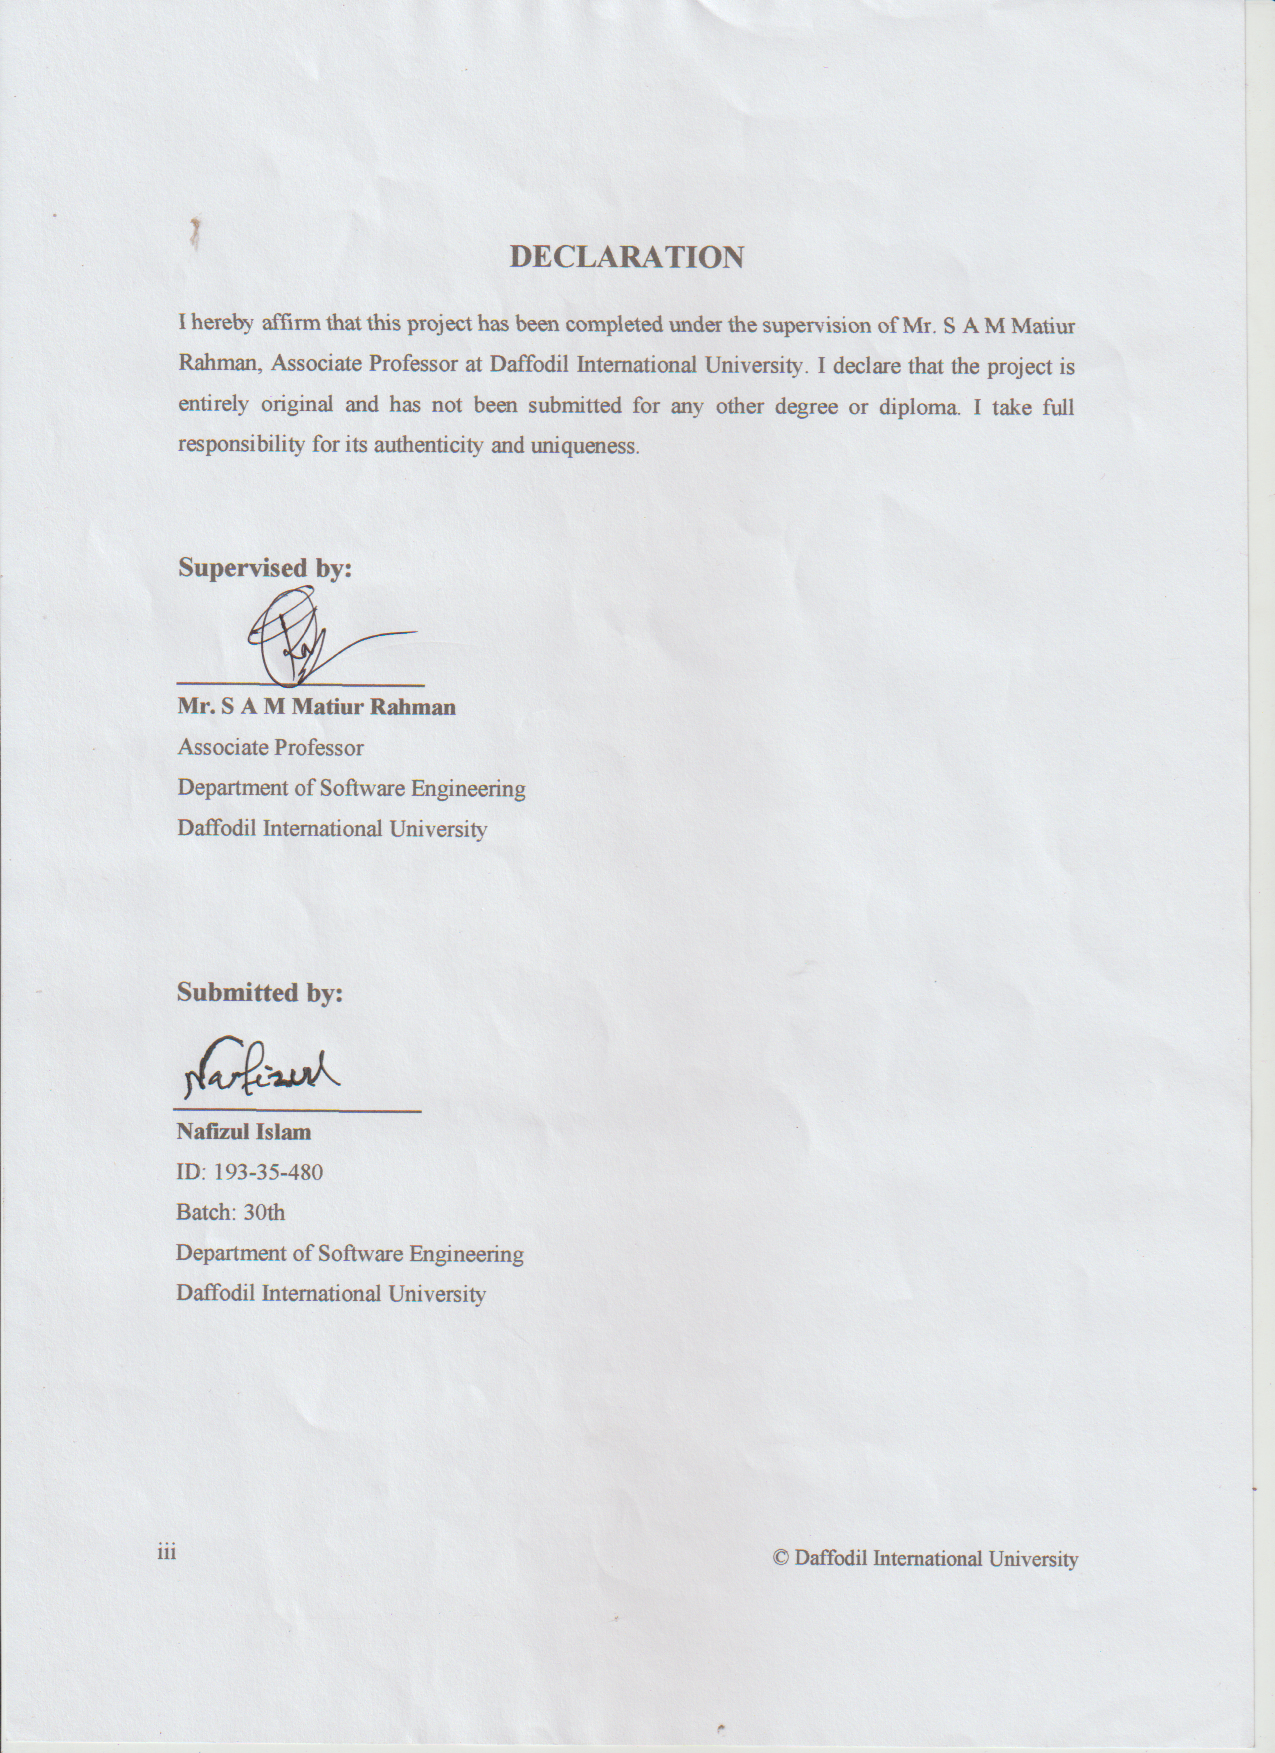 DECLARATION
I hereby affirm that this project has been completed under the supervision of Mr. S A M Matiur
Rahman, Associate Professor at Daffodil International University. I declare that the project is
entirely original and has not been submitted for any other degree or diploma. I take full
responsibility for its authenticity and uniqueness.
Supervised by:
Mr. S A M Matiur Rahman
Associate Professor
Department of Software Engineering
Daffodil International University
Submitted by:
Nafizul
Nafizul Islam
ID: 193-35-480
Batch: 30th
Department of Software Engineering
Daffodil International University
iii
© Daffodil International University